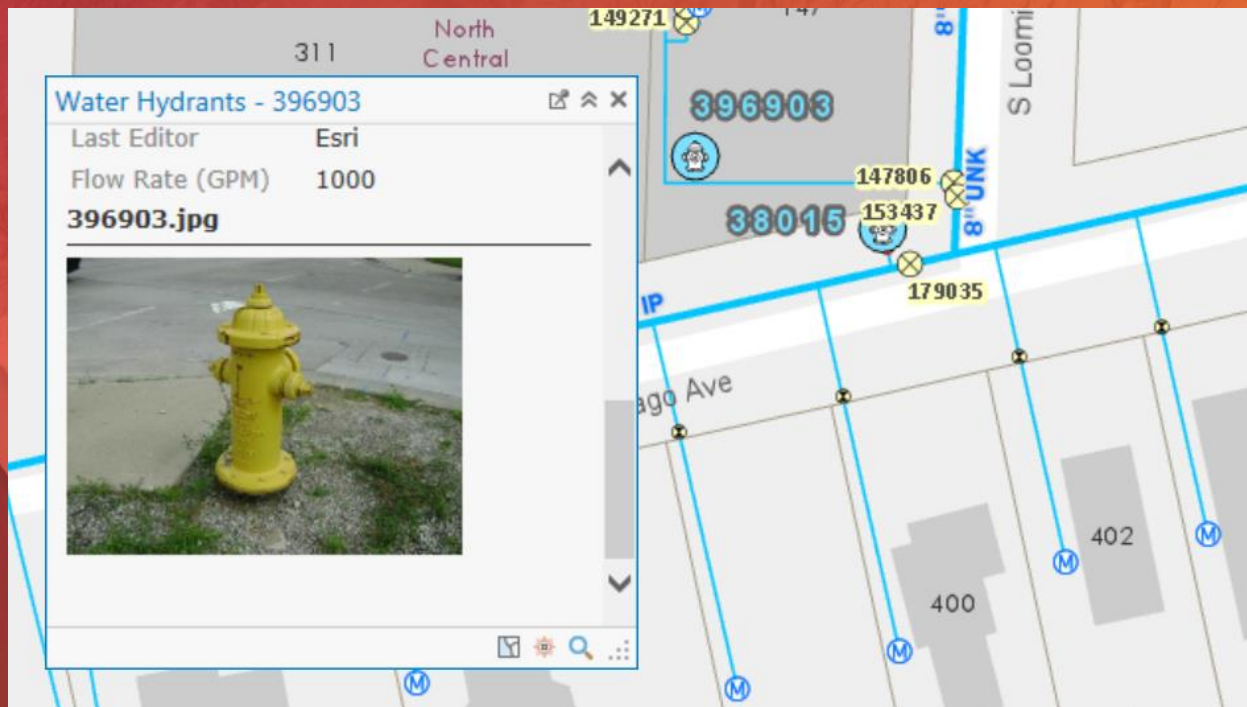 149271
North
Central
311
Water Hydrants - 396903
Last Editor Esri
Flow Rate (GPM) 1000
396903.jpg
8"
S Loomi
396903
147806
8" UNK
38015
153437
179035
IP
ago Ave
402
400
M
M
M
M
M